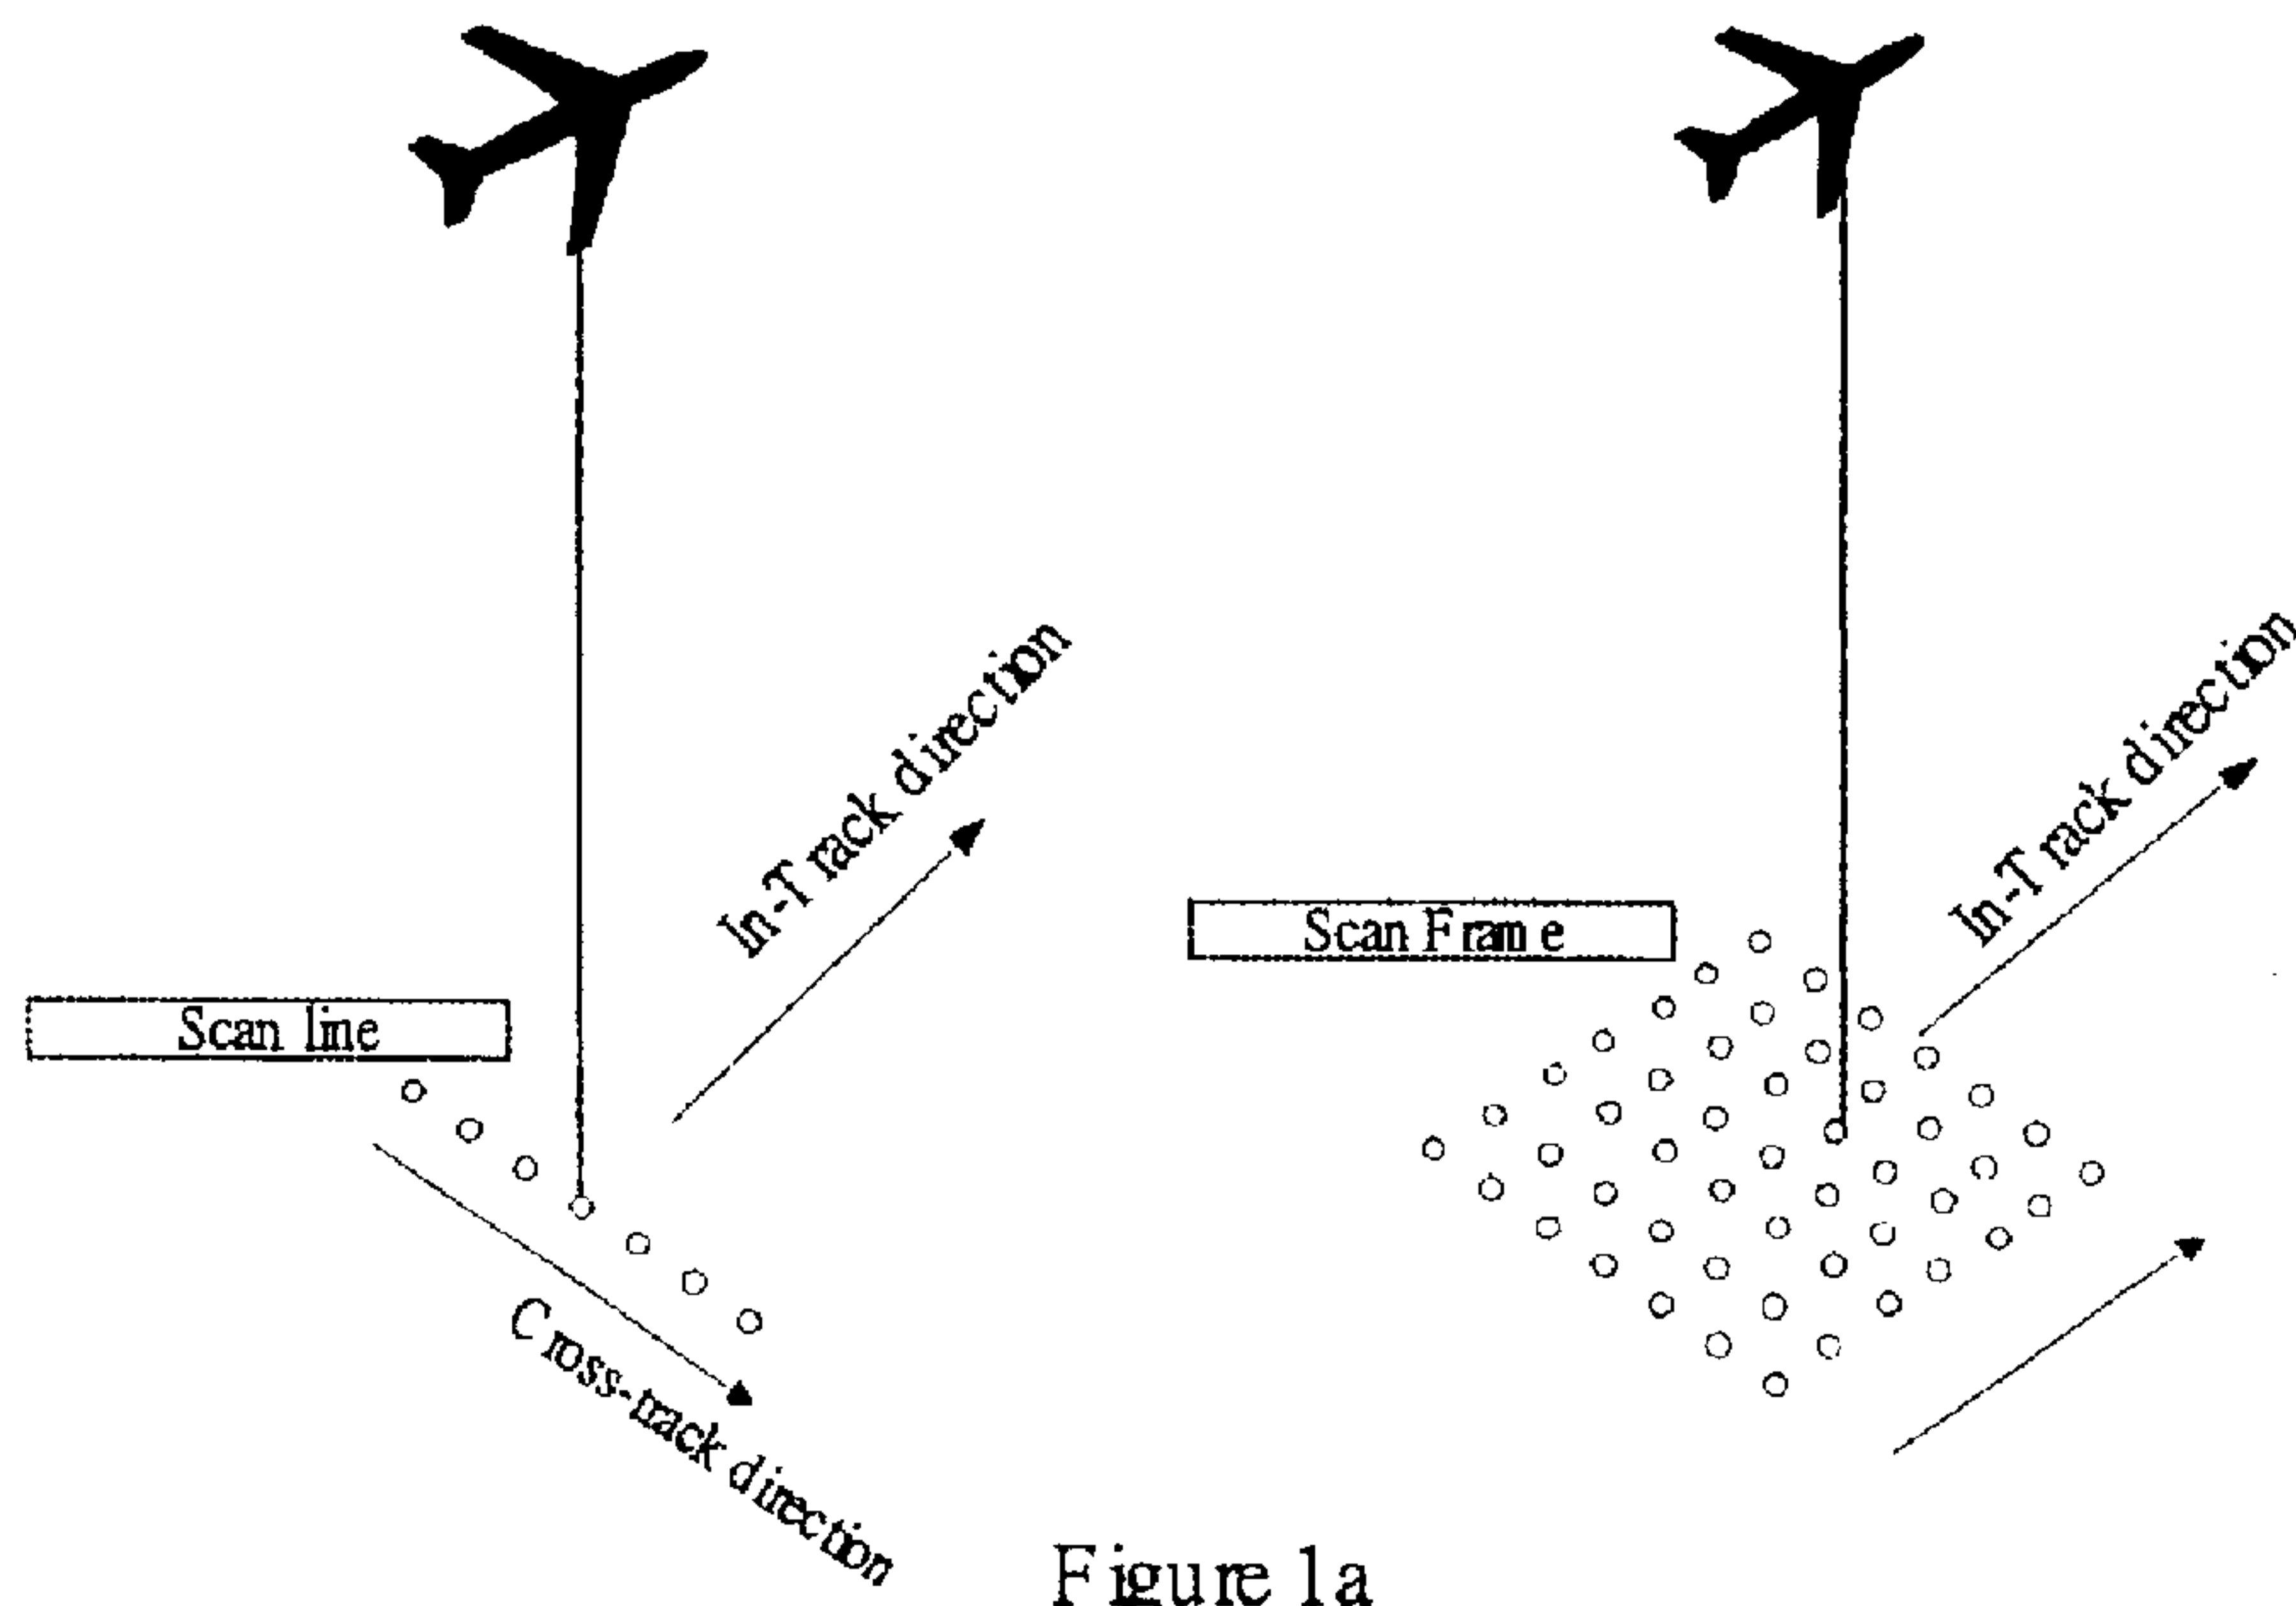 In-Track direction
In-Track direction
Scan Frame
Scan line
Cross-track direction
Figure 1a